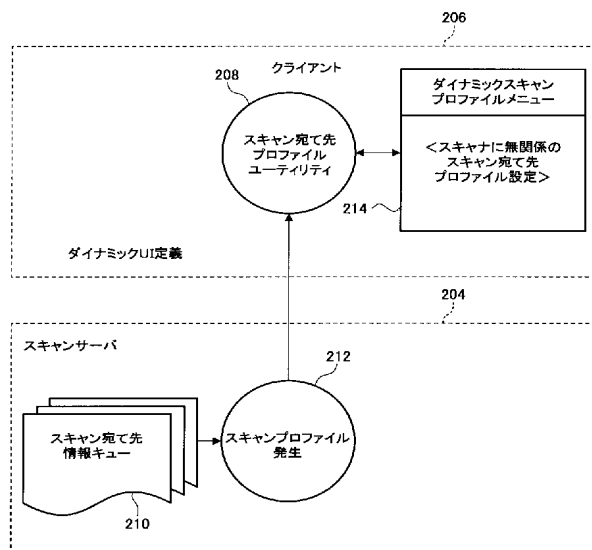 206
クライアント
208
ダイナミックスキャン
プロファイルメニュー
スキャン宛て先
プロファイル
ユーティリティ
<スキャナに無関係の
スキャン宛て先
プロファイル設定>
214
ダイナミックUI定義
204
スキャンサーバ
212
スキャン宛て先
情報キュー
スキャンプロファイル
発生
210